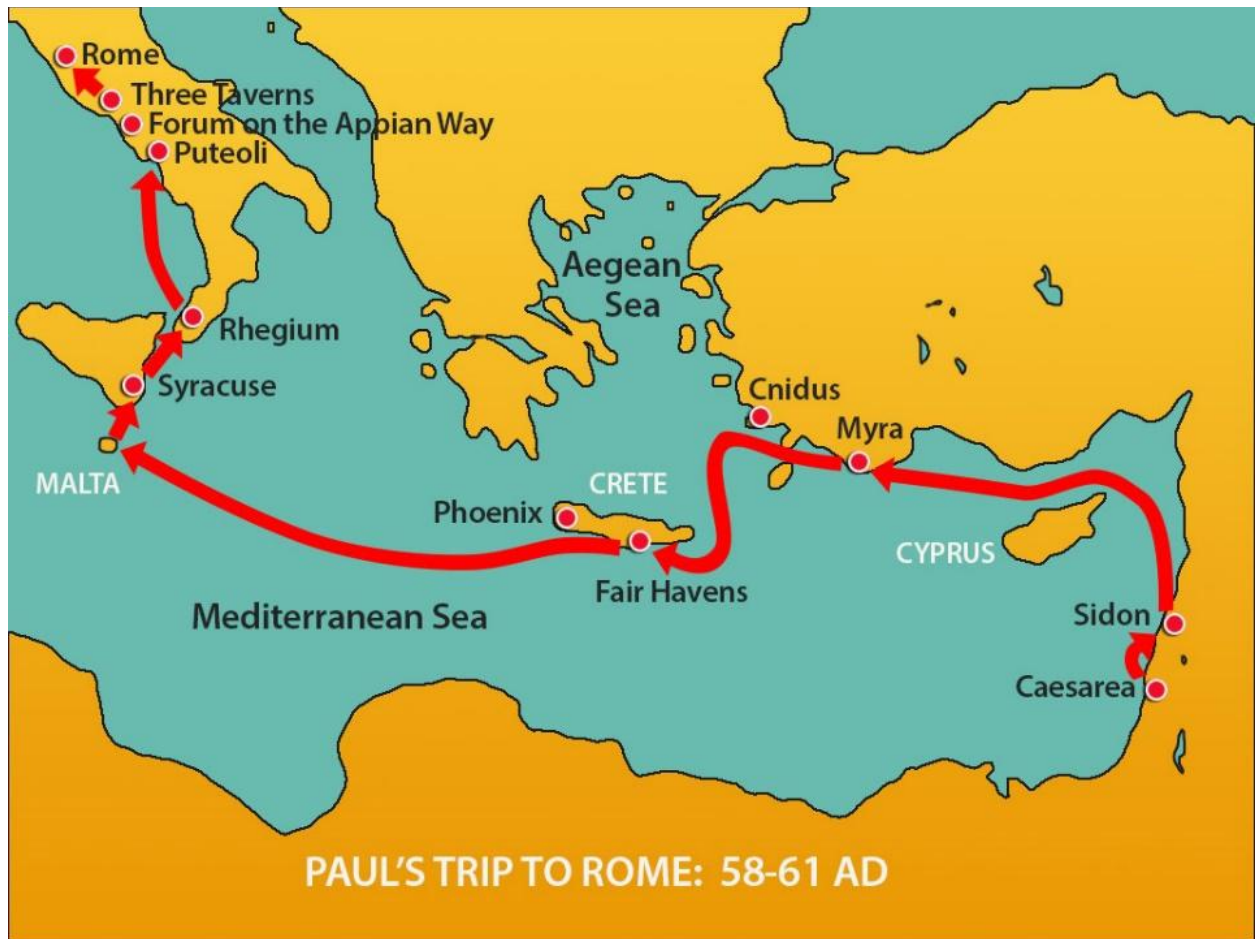 Rome
Three Taverns
Forum on the Appian Way
Puteoli
Aegean
Sea
Rhegium
Syracuse
Cnidus
Myra
MALTA
CRETE
Phoenix
CYPRUS
Fair Havens
Mediterranean Sea
Sidon
Caesarea
PAUL'S TRIP TO ROME: 58-61 AD